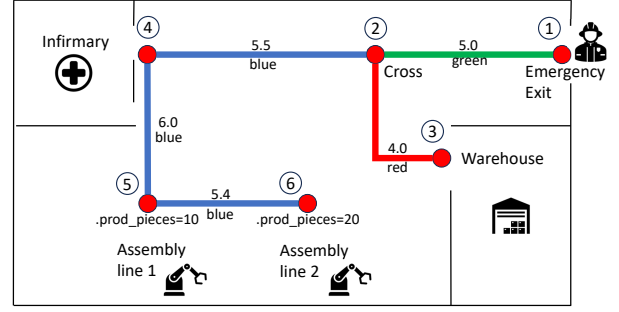 4
2
1
Infirmary
5.5
blue
5.0
green
Cross
Emergency
Exit
6.0
blue
4.0
red
3
Warehouse
5
5.4
blue
6
.prod_pieces=10
.prod_pieces=20
Assembly
line 1
Assembly
line 2